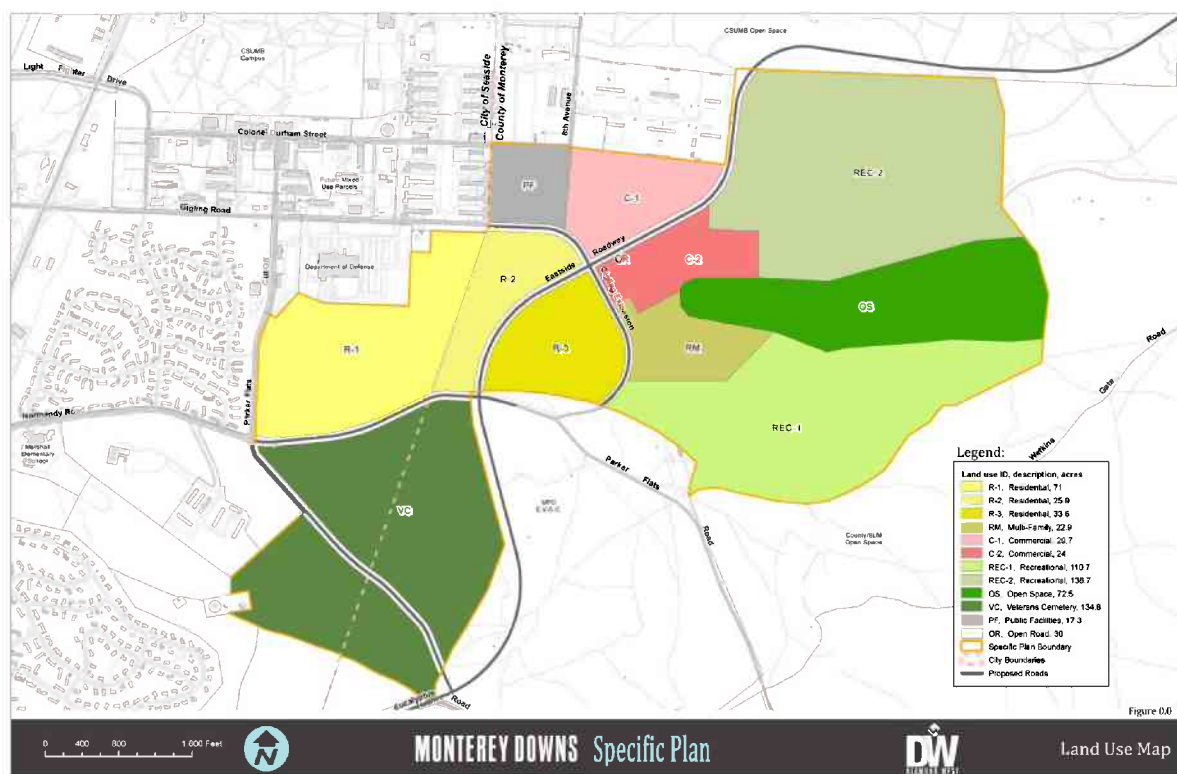 CSUMB Open Space
CSUMB
Campus
Light Fighter Drive
City of Seaside
County of Monterey
8th Avenue
Colonel Durham Street
Future Mixed
Use Parcels
PF
REC-2
C-1
Gigling Road
Eastside Roadway
Department of Defense
R-2
OR
C-2
OS
R-1
R-3
RM
Road
Gate
Watkins
Parker Flats
Normandy Rd
Marshall
Elementary
School
REC-1
Parker Flats
Road
VC
MPC
EVOC
County/BLM
Open Space
Eucalyptus Road
Legend:
Land use ID, description, acres
R-1, Residential, 71
R-2, Residential, 25.9
R-3, Residential, 33.6
RM, Multi-Family, 22.9
C-1, Commercial, 29.7
C-2, Commercial, 24
REC-1, Recreational, 110.7
REC-2, Recreational, 138.7
OS, Open Space, 72.5
VC, Veterans Cemetery, 134.8
PF, Public Facilities, 17.3
OR, Open Road, 30
Specific Plan Boundary
City Boundaries
Proposed Roads
Figure 0.0
0 400 800 1 600 Feet
N
MONTEREY DOWNS Specific Plan
DW
Land Use Map